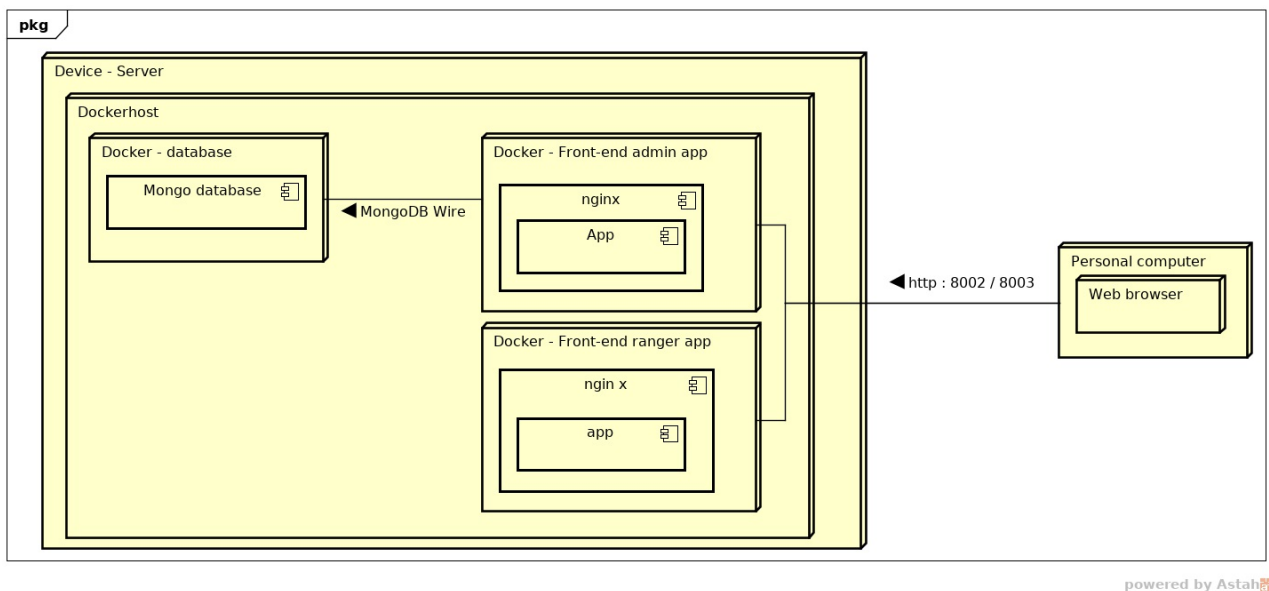 pkg
Device - Server
Dockerhost
Docker - database
Mongo database
MongoDB Wire
Docker - Front-end admin app
nginx
App
Docker - Front-end ranger app
ngin x
app
http : 8002 / 8003
Personal computer
Web browser
powered by Astah